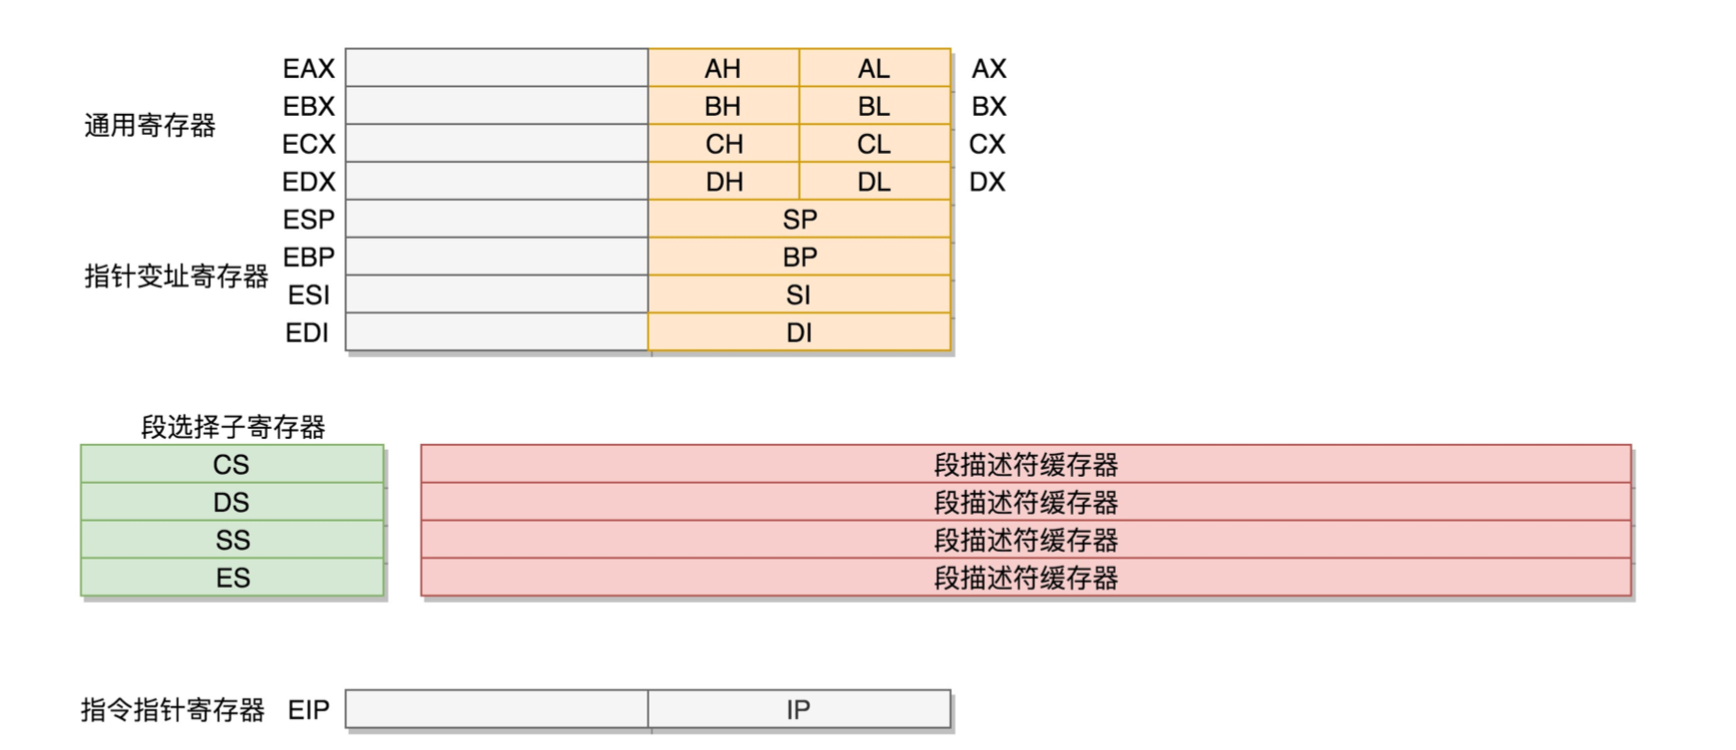 EAX AH AL AX
EBX BH BL BX
通用寄存器
ECX CH CL CX
EDX DH DL DX
ESP SP
EBP BP
指针变址寄存器
ESI SI
EDI DI
段选择子寄存器
CS 段描述符缓存器
DS 段描述符缓存器
SS 段描述符缓存器
ES 段描述符缓存器
指令指针寄存器 EIP IP